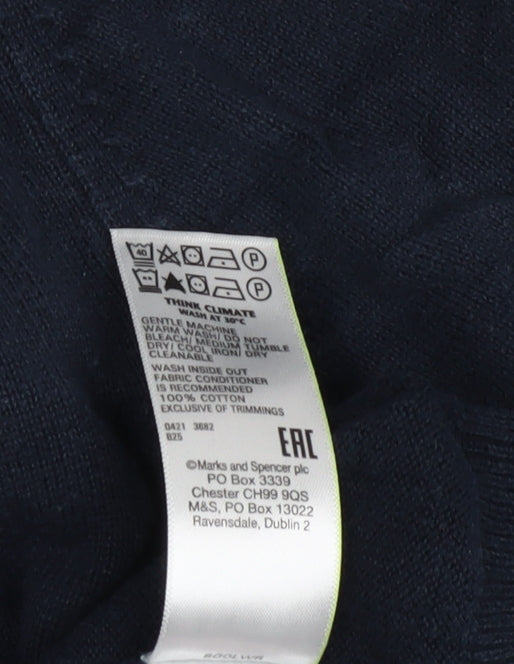 40 P
P
THINK CLIMATE
WASH AT 30°C
GENTLE MACHINE
WARM WASH/ DO NOT
BLEACH/ MEDIUM TUMBLE
DRY/ COOL IRON/ DRY
CLEANABLE
WASH INSIDE OUT
FABRIC CONDITIONER
IS RECOMMENDED
100% COTTON
EXCLUSIVE OF TRIMMINGS
0421 3682
B25
EAC
©Marks and Spencer plc
PO Box 3339
Chester CH99 9QS
M&S, PO Box 13022
Ravensdale, Dublin 2